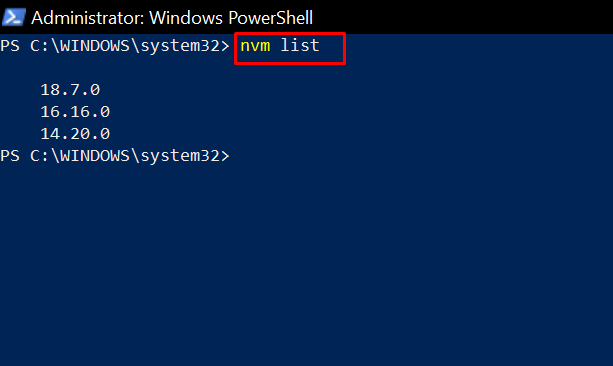 Administrator: Windows PowerShell
PS C:\WINDOWS\system32> nvm list
18.7.0
16.16.0
14.20.0
PS C:\WINDOWS\system32>